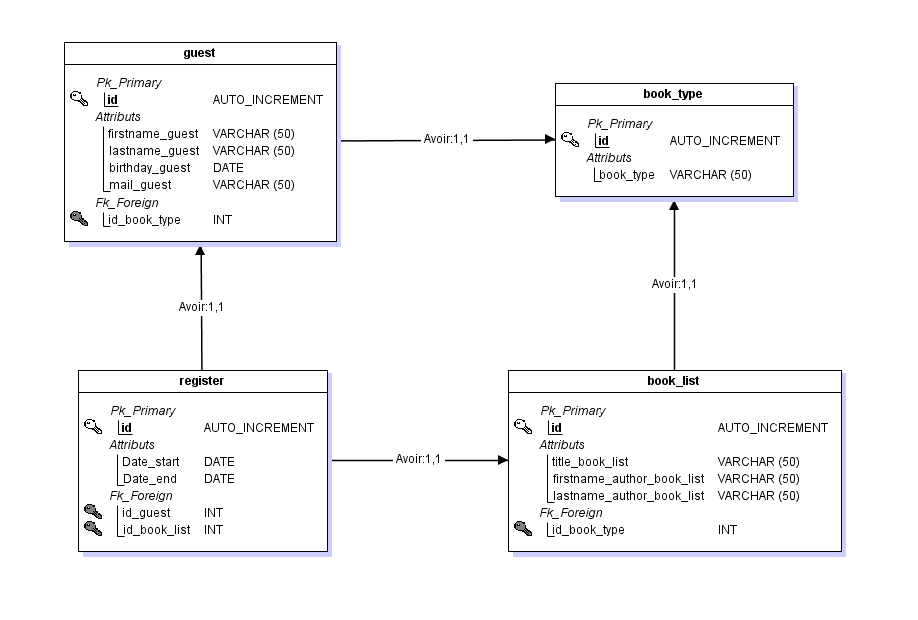 guest
Pk_Primary
id AUTO_INCREMENT
Attributs
firstname_guest VARCHAR (50)
lastname_guest VARCHAR (50)
birthday_guest DATE
mail_guest VARCHAR (50)
Fk_Foreign
id_book_type INT
Avoir:1,1
book_type
Pk_Primary
id AUTO_INCREMENT
Attributs
book_type VARCHAR (50)
Avoir:1,1
Avoir:1,1
register
Pk_Primary
id AUTO_INCREMENT
Attributs
Date_start DATE
Date_end DATE
Fk_Foreign
id_guest INT
id_book_list INT
Avoir:1,1
book_list
Pk_Primary
id AUTO_INCREMENT
Attributs
title_book_list VARCHAR (50)
firstname_author_book_list VARCHAR (50)
lastname_author_book_list VARCHAR (50)
Fk_Foreign
id_book_type INT